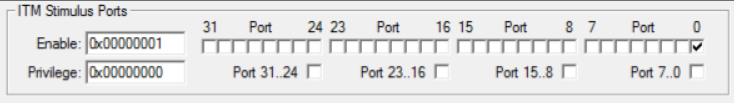 ITM Stimulus Ports
31 Port 24 23 Port 16 15 Port 8 7 Port 0
Enable: 0x00000001
Privilege: 0x00000000 Port 31..24 Port 23..16 Port 15..8 Port 7..0